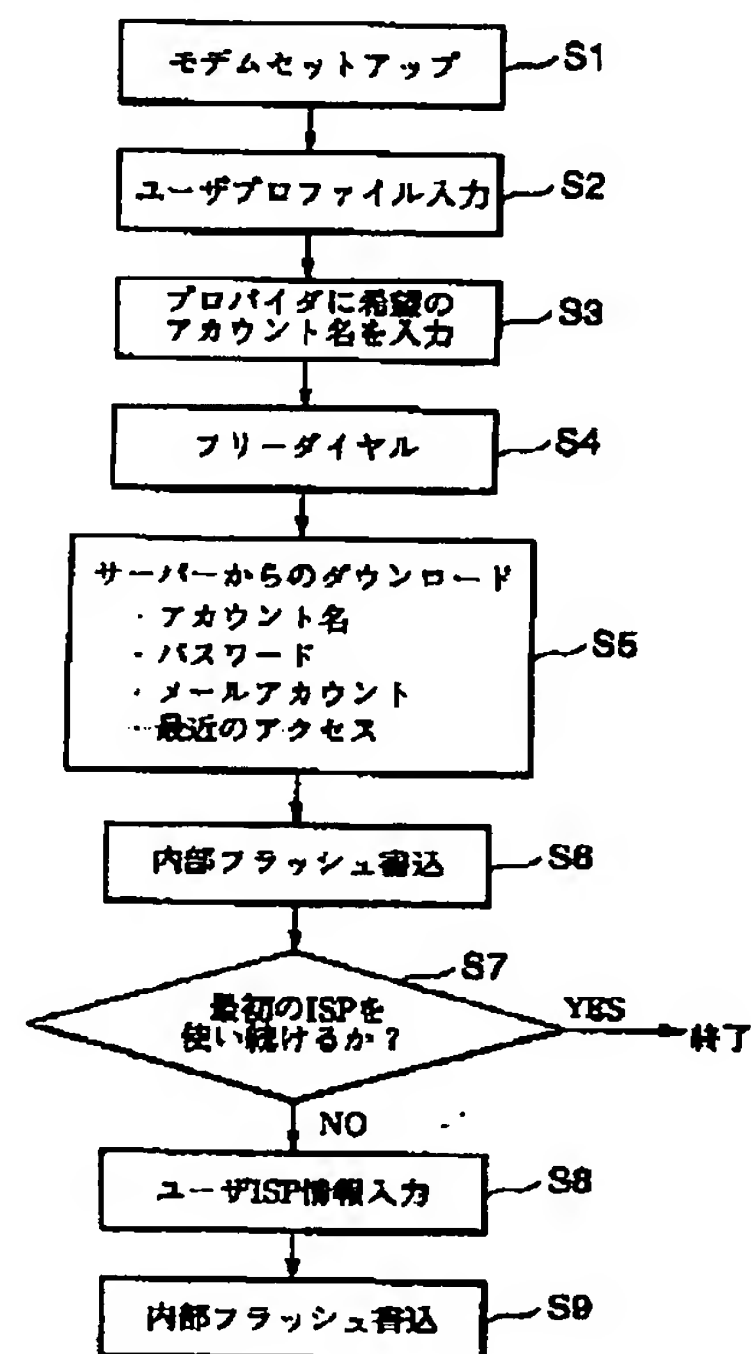 モデムセットアップ
S1
ユーザプロファイル入力
S2
プロバイダに希望の
アカウント名を入力
S3
フリーダイヤル
S4
サーバーからのダウンロード
・アカウント名
・パスワード
・メールアカウント
・最近のアクセス
S5
内部フラッシュ書込
S6
S7
最初のISPを
使い続けるか?
YES
終了
NO
ユーザISP情報入力
S8
内部フラッシュ書込
S9